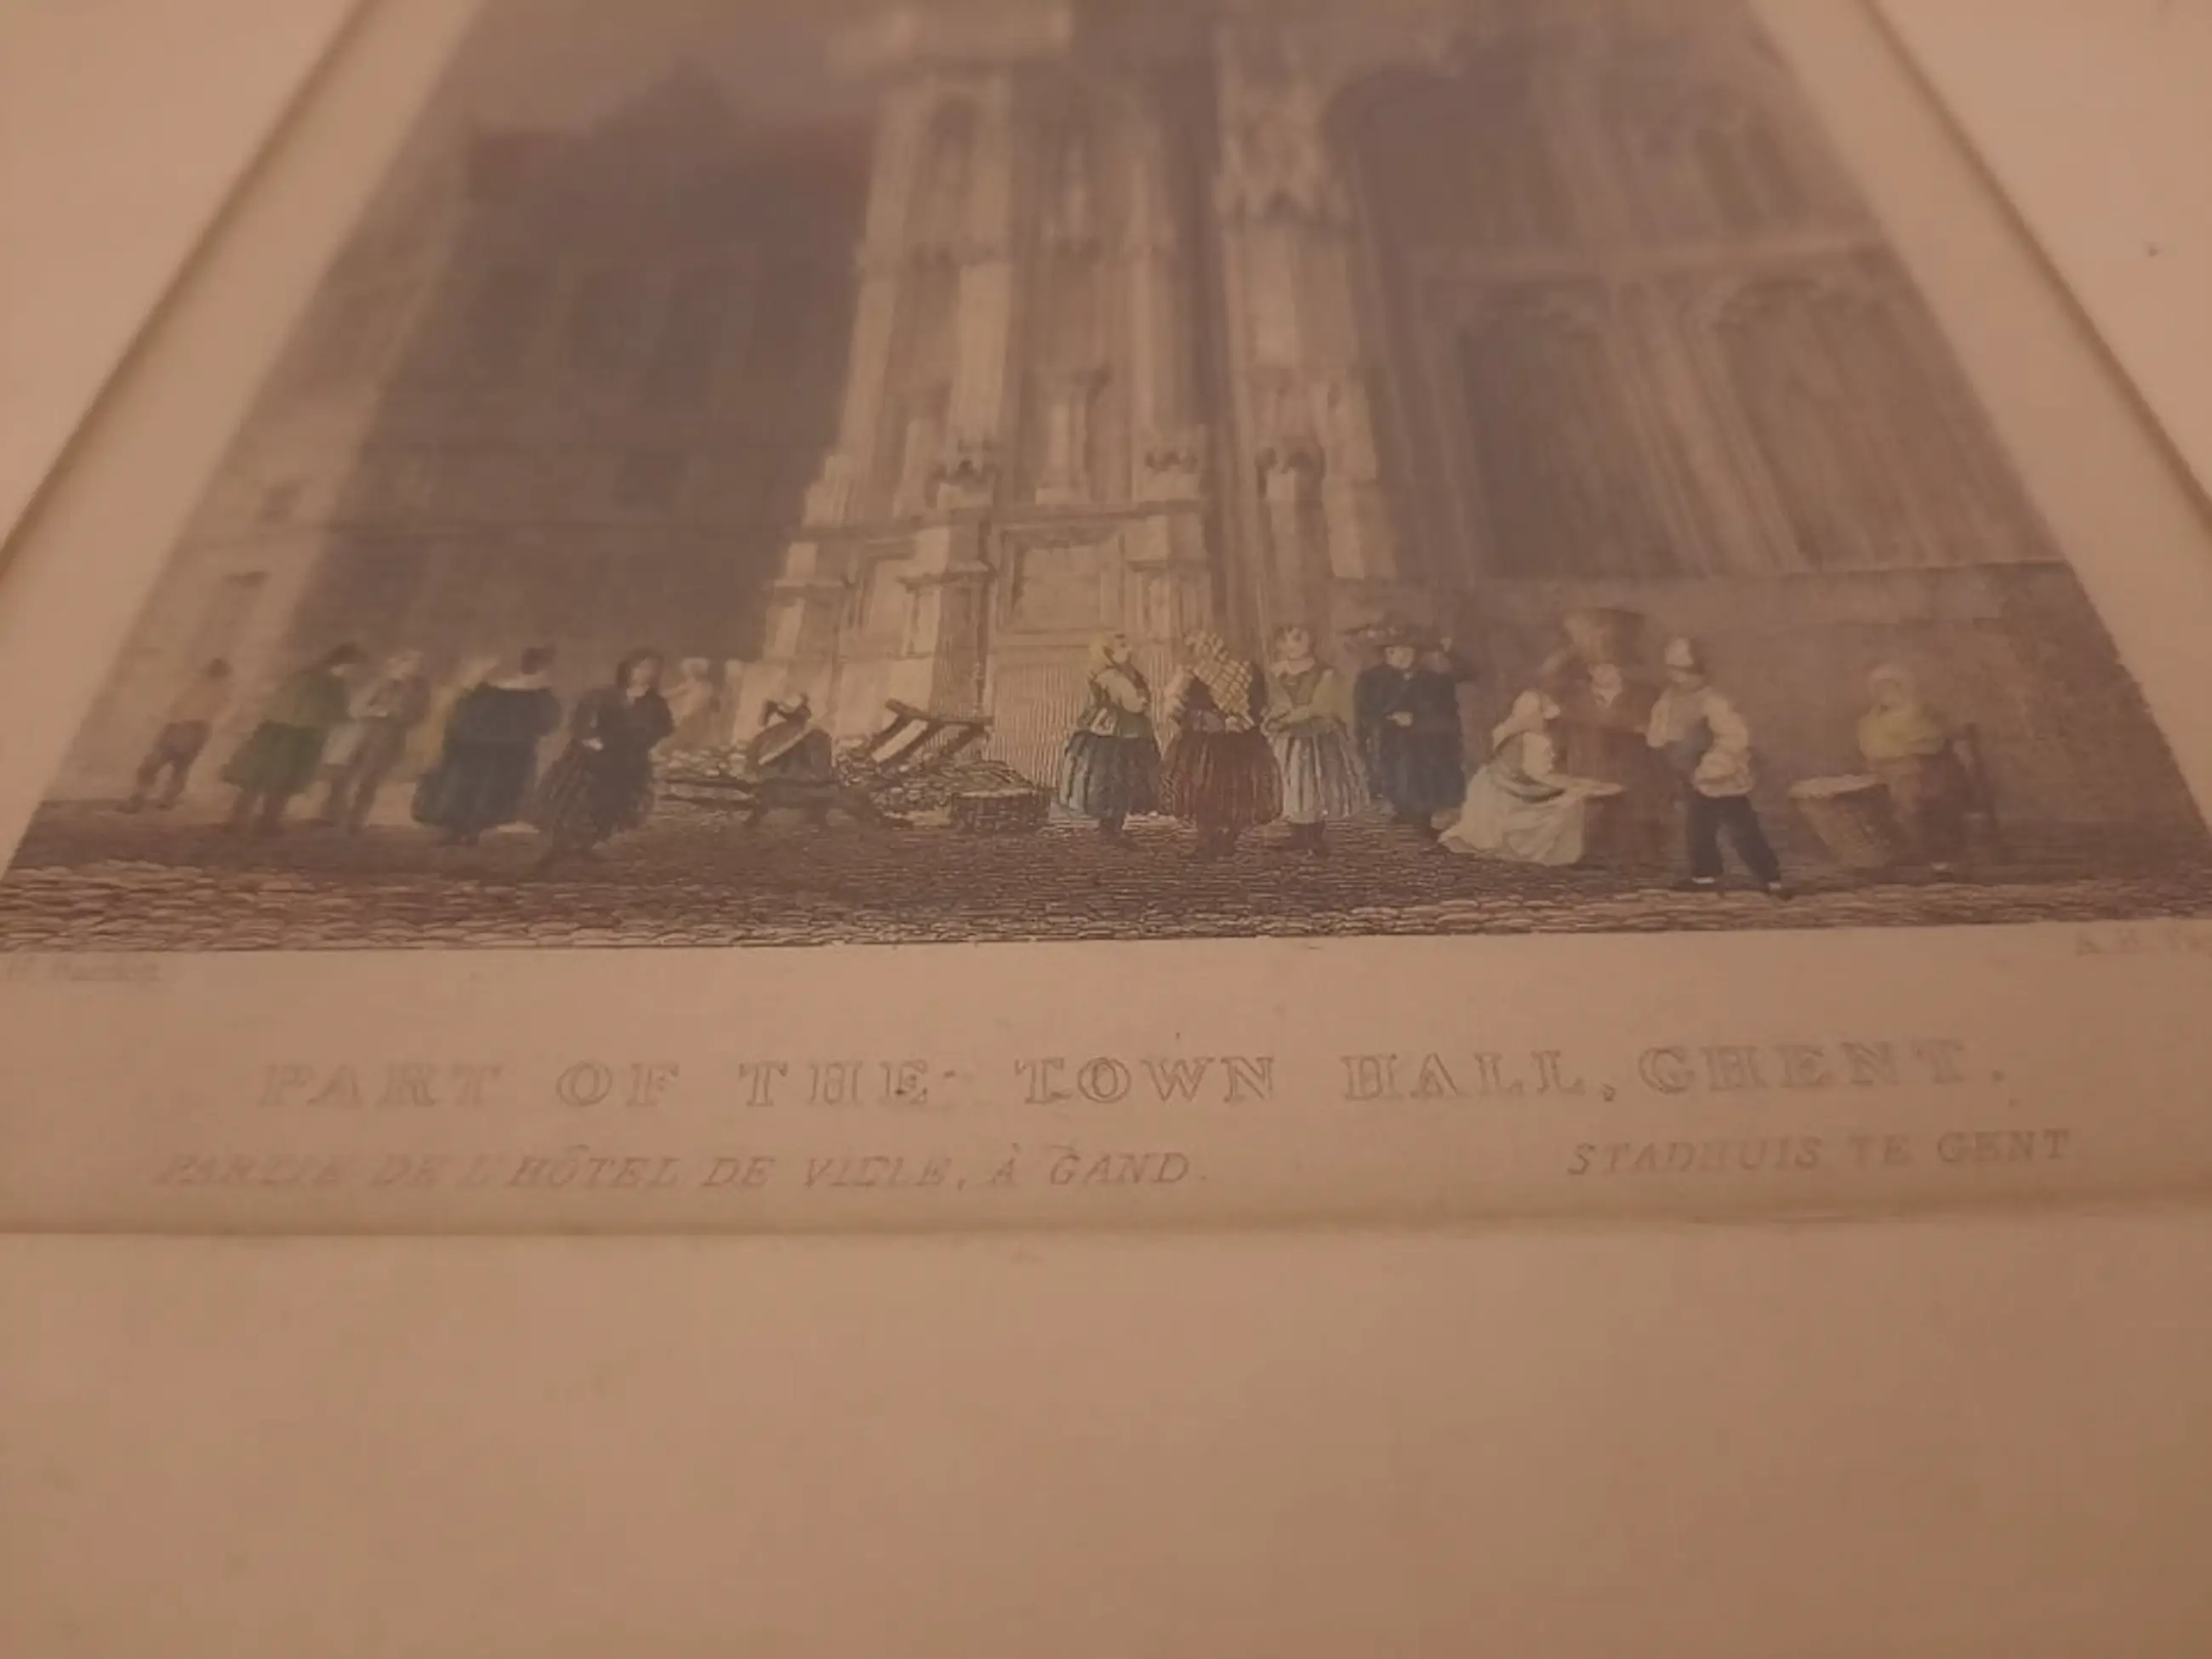 PART OF THE TOWN HALL, GHENT.
PARTIE DE L'HÔTEL DE VILLE, À GAND.
STADHUIS TE GENT